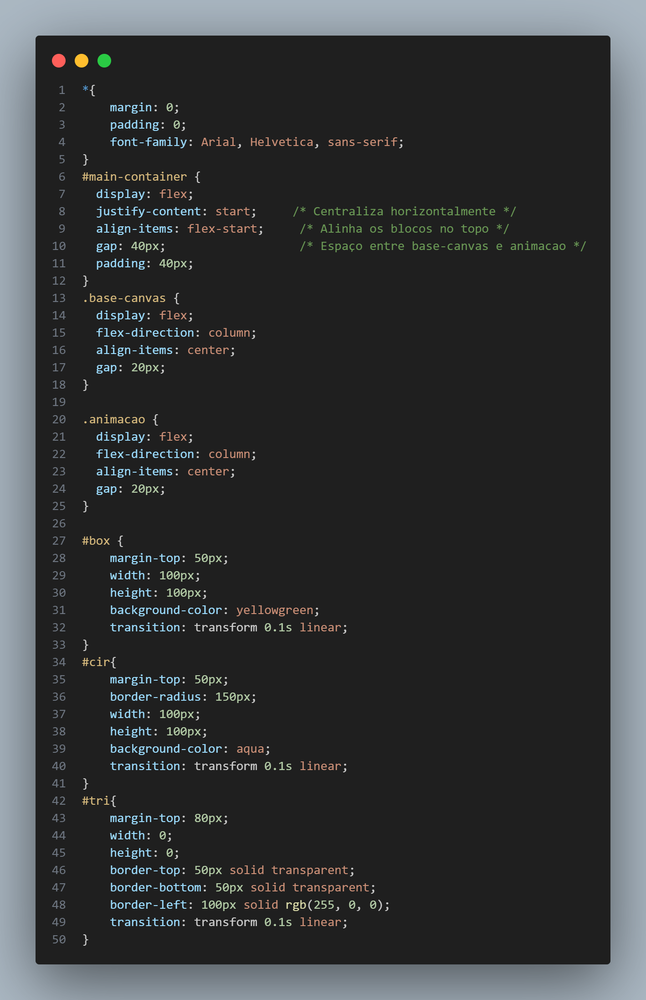 1 *{
2     margin: 0;
3     padding: 0;
4     font-family: Arial, Helvetica, sans-serif;
5 }
6 #main-container {
7   display: flex;
8   justify-content: start;     /* Centraliza horizontalmente */
9   align-items: flex-start;     /* Alinha os blocos no topo */
10   gap: 40px;                   /* Espaço entre base-canvas e animacao */
11   padding: 40px;
12 }
13 .base-canvas {
14   display: flex;
15   flex-direction: column;
16   align-items: center;
17   gap: 20px;
18 }
19
20 .animacao {
21   display: flex;
22   flex-direction: column;
23   align-items: center;
24   gap: 20px;
25 }
26
27 #box {
28     margin-top: 50px;
29     width: 100px;
30     height: 100px;
31     background-color: yellowgreen;
32     transition: transform 0.1s linear;
33 }
34 #cir{
35     margin-top: 50px;
36     border-radius: 150px;
37     width: 100px;
38     height: 100px;
39     background-color: aqua;
40     transition: transform 0.1s linear;
41 }
42 #tri{
43     margin-top: 80px;
44     width: 0;
45     height: 0;
46     border-top: 50px solid transparent;
47     border-bottom: 50px solid transparent;
48     border-left: 100px solid rgb(255, 0, 0);
49     transition: transform 0.1s linear;
50 }